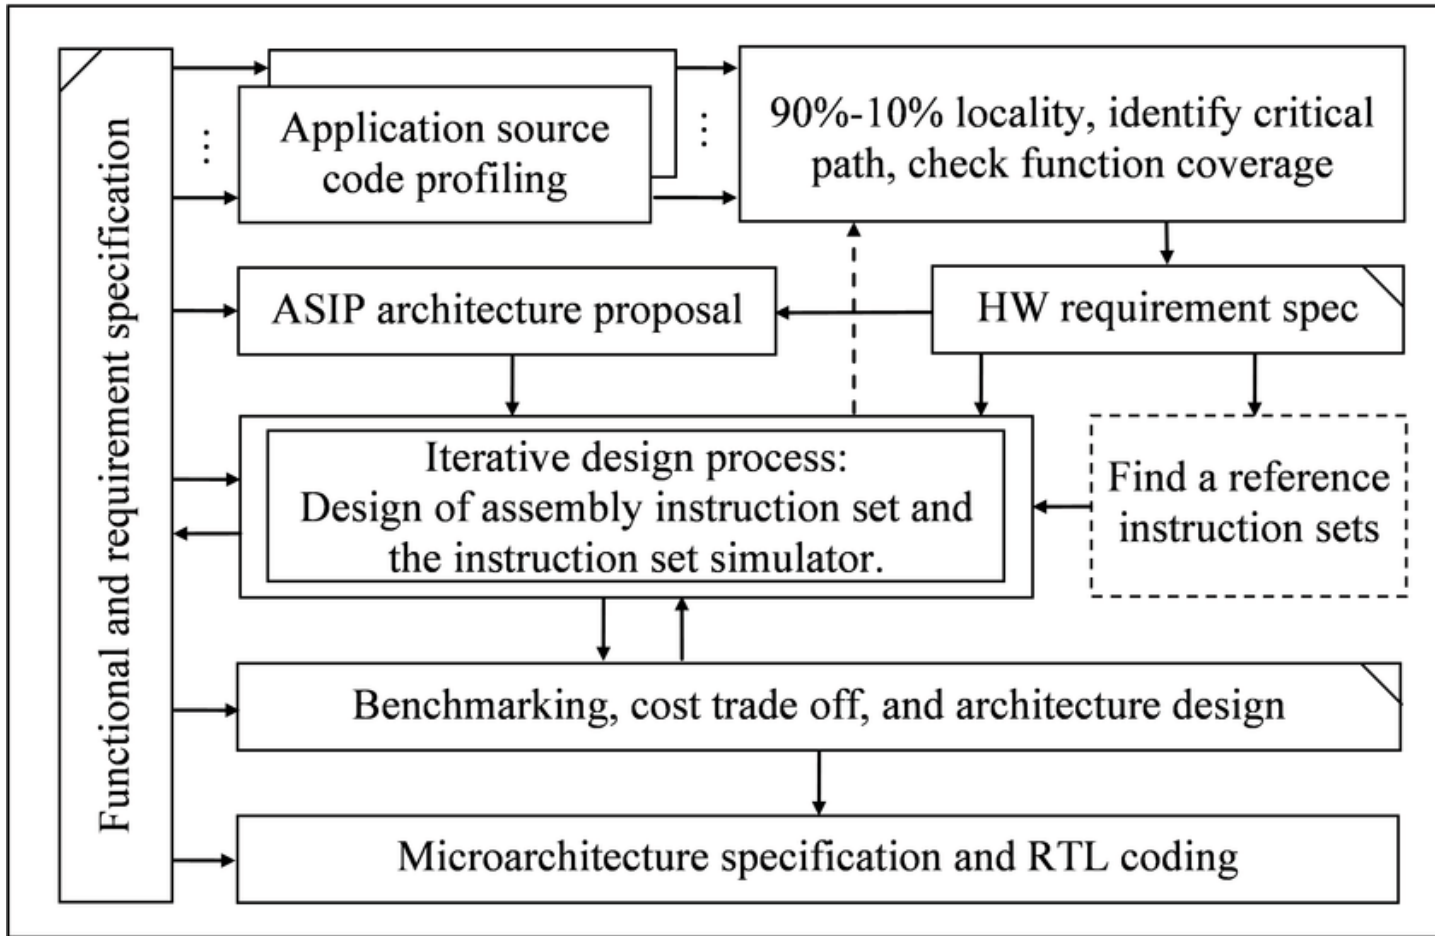 Functional and requirement specification
Application source
code profiling
90%-10% locality, identify critical
path, check function coverage
ASIP architecture proposal
HW requirement spec
Iterative design process:
Design of assembly instruction set and
the instruction set simulator.
Find a reference
instruction sets
Benchmarking, cost trade off, and architecture design
Microarchitecture specification and RTL coding